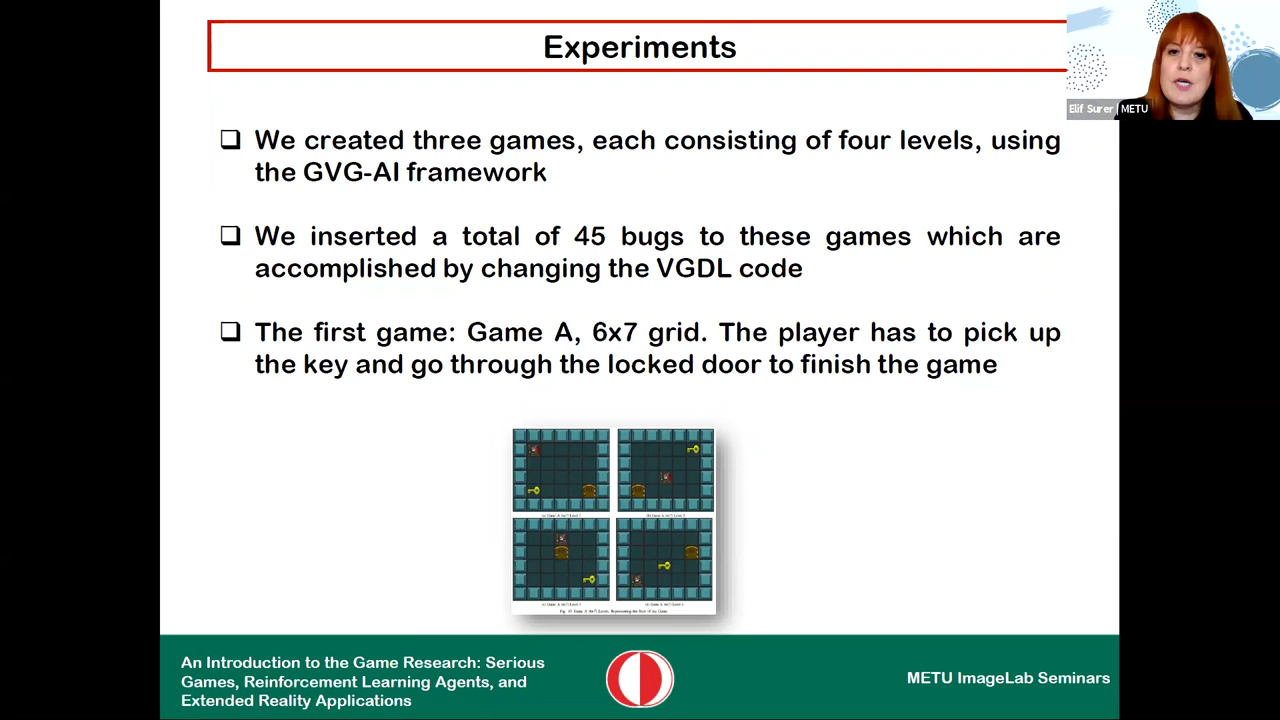 Experiments
Elif Surer | METU
❑ We created three games, each consisting of four levels, using
the GVG-AI framework
❑ We inserted a total of 45 bugs to these games which are
accomplished by changing the VGDL code
❑ The first game: Game A, 6x7 grid. The player has to pick up
the key and go through the locked door to finish the game
An Introduction to the Game Research: Serious
Games, Reinforcement Learning Agents, and
Extended Reality Applications
METU ImageLab Seminars